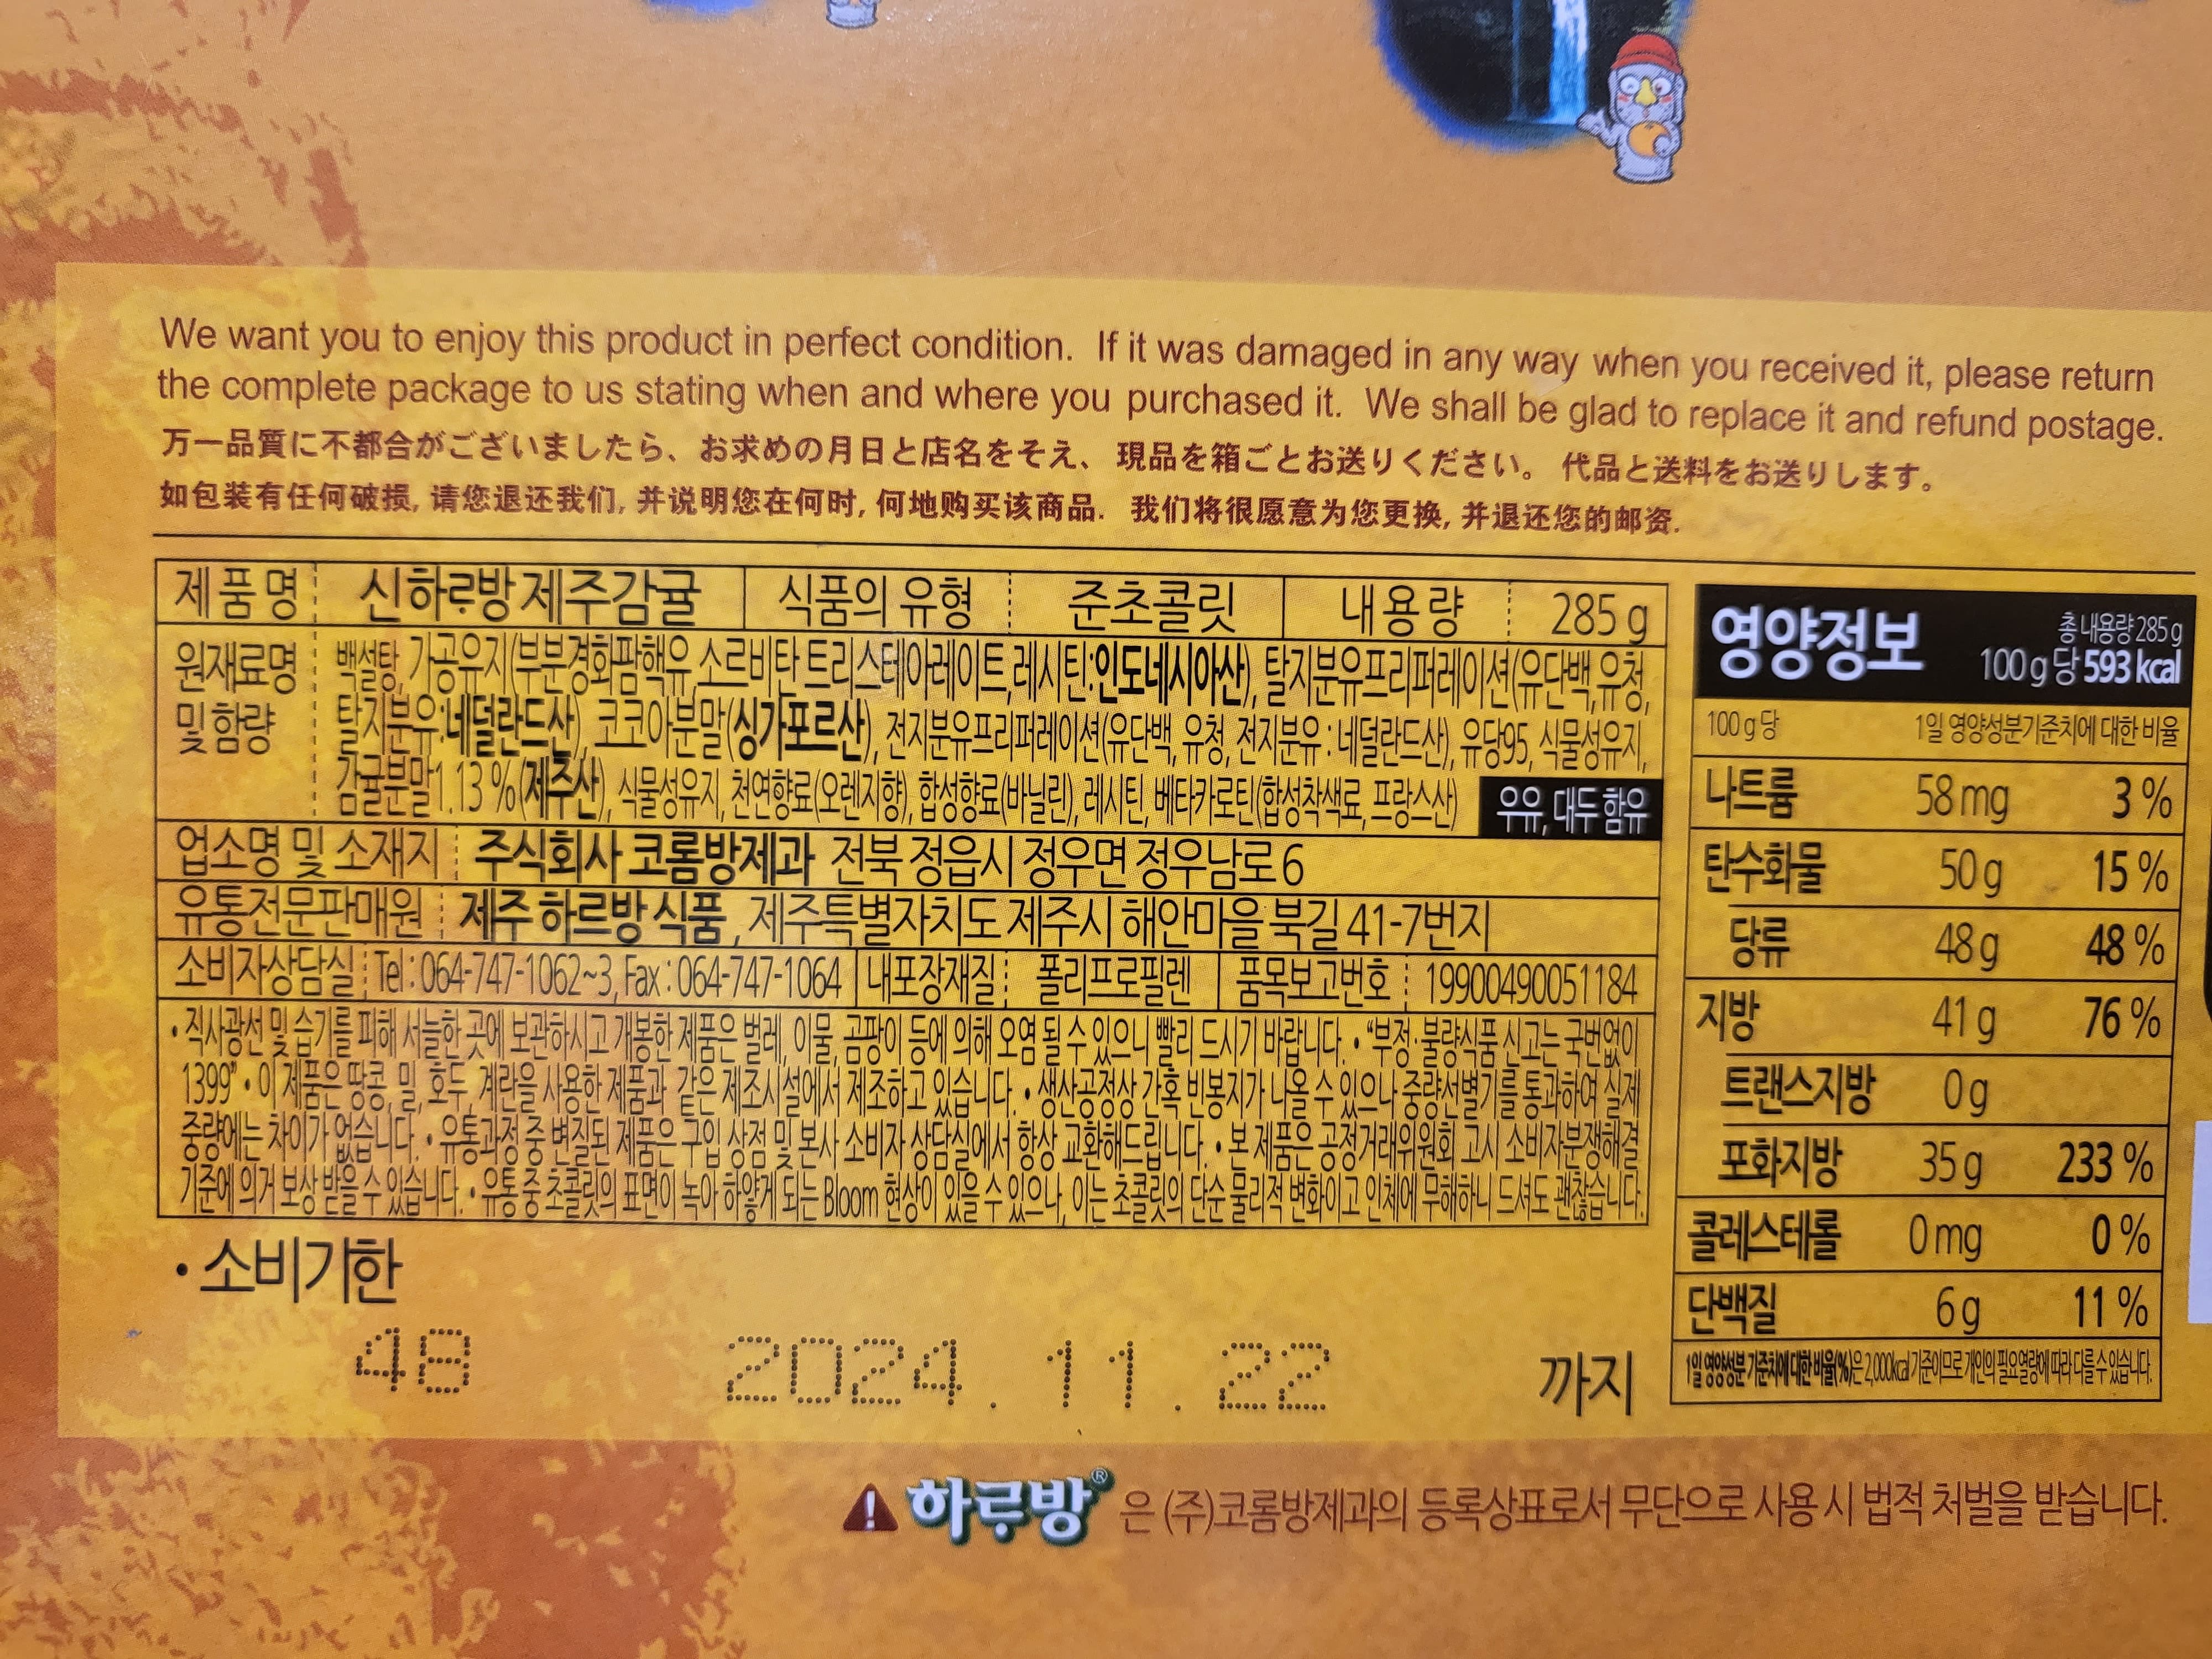 We want you to enjoy this product in perfect condition. If it was damaged in any way when you received it, please return
the complete package to us stating when and where you purchased it. We shall be glad to replace it and refund postage.
万一品質に不都合がございましたら、お求めの月日と店名をそえ、現品を箱ごとお送りください。代品と送料をお送りします。
如包装有任何破损, 请您退还我们, 并说明您在何时, 何地购买该商品. 我们将很愿意为您更换, 并退还您的邮资.
제품명 신하르방제주감귤 식품의 유형 준초콜릿 내용량 285 g
원재료명 및 함량 백설탕, 가공유지(부분경화팜핵유,소르비탄 트리스테아레이트,레시틴:인도네시아산), 탈지분유프리퍼레이션(유단백,유청,
탈지분유:네덜란드산), 코코아분말(싱가포르산), 전지분유프리퍼레이션(유단백, 유청, 전지분유 : 네덜란드산), 유당95, 식물성유지,
감귤분말1.13 %(제주산), 식물성유지, 천연향료(오렌지향), 합성향료(바닐린), 레시틴, 베타카로틴(합성착색료, 프랑스산) 우유, 대두 함유
업소명 및 소재지 주식회사 코롬방제과 전북 정읍시 정우면 정우남로 6
유통전문판매원 제주 하르방 식품, 제주특별자치도 제주시 해안마을 북길 41-7번지
소비자상담실 Tel : 064-747-1062~3, Fax : 064-747-1064 내포장재질 폴리프로필렌 품목보고번호 19900490051184
• 직사광선 및 습기를 피해 서늘한 곳에 보관하시고 개봉한 제품은 벌레, 이물, 곰팡이 등에 의해 오염 될 수 있으니 빨리 드시기 바랍니다. • “부정·불량식품 신고는 국번없이
1399” • 이 제품은 땅콩, 밀, 호두, 계란을 사용한 제품과 같은 제조시설에서 제조하고 있습니다. • 생산공정상 간혹 빈봉지가 나올 수 있으나 중량선별기를 통과하여 실제
중량에는 차이가 없습니다. • 유통과정 중 변질된 제품은 구입 상점 및 본사 소비자 상담실에서 항상 교환해드립니다. • 본 제품은 공정거래위원회 고시 소비자분쟁해결
기준에 의거 보상 받을 수 있습니다. • 유통 중 초콜릿의 표면이 녹아 하얗게 되는 Bloom 현상이 있을 수 있으나, 이는 초콜릿의 단순 물리적 변화이고 인체에 무해하니 드셔도 괜찮습니다.
• 소비기한
48 2024. 11. 22 까지
영양정보 총 내용량 285 g
100 g 당 593 kcal
100 g 당 1일 영양성분기준치에 대한 비율
나트륨 58 mg 3 %
탄수화물 50 g 15 %
당류 48 g 48 %
지방 41 g 76 %
트랜스지방 0 g
포화지방 35 g 233 %
콜레스테롤 0 mg 0 %
단백질 6 g 11 %
1일 영양성분 기준치에 대한 비율(%)은 2,000kcal 기준이므로 개인의 필요 열량에 따라 다를 수 있습니다.
하르방® 은 (주)코롬방제과의 등록상표로서 무단으로 사용 시 법적 처벌을 받습니다.